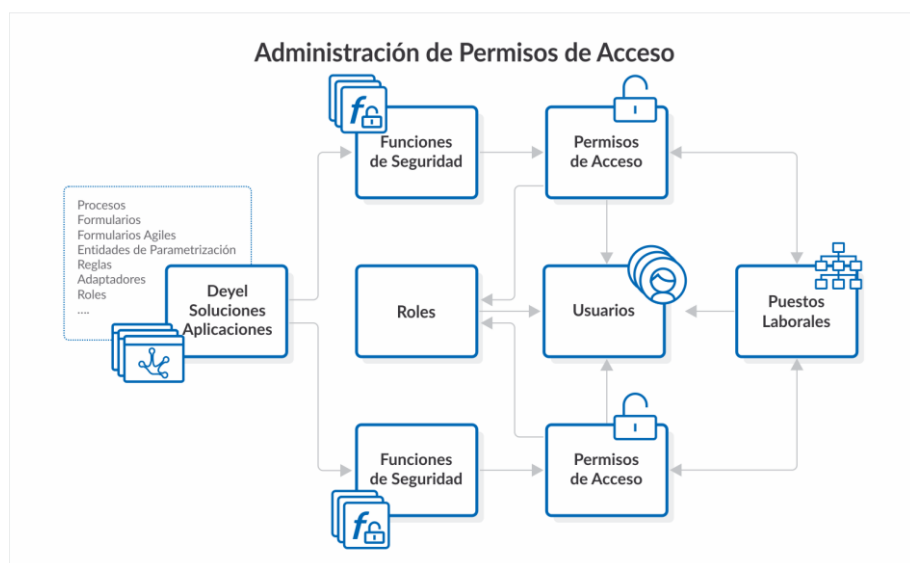 Administración de Permisos de Acceso
Funciones
de Seguridad
Permisos
de Acceso
Procesos
Formularios
Formularios Agiles
Entidades de Parametrización
Reglas
Adaptadores
Roles
....
Deyel
Soluciones
Aplicaciones
Roles
Usuarios
Puestos
Laborales
Funciones
de Seguridad
Permisos
de Acceso